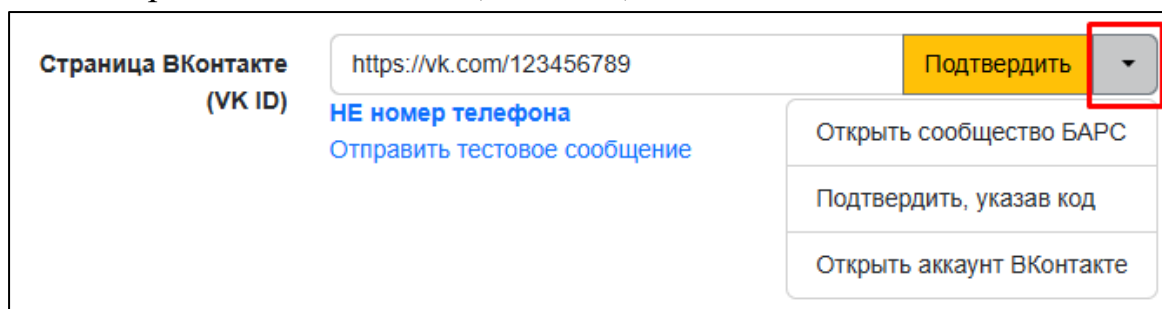 Страница ВКонтакте
(VK ID)
https://vk.com/123456789
Подтвердить
НЕ номер телефона
Отправить тестовое сообщение
Открыть сообщество БАРС
Подтвердить, указав код
Открыть аккаунт ВКонтакте